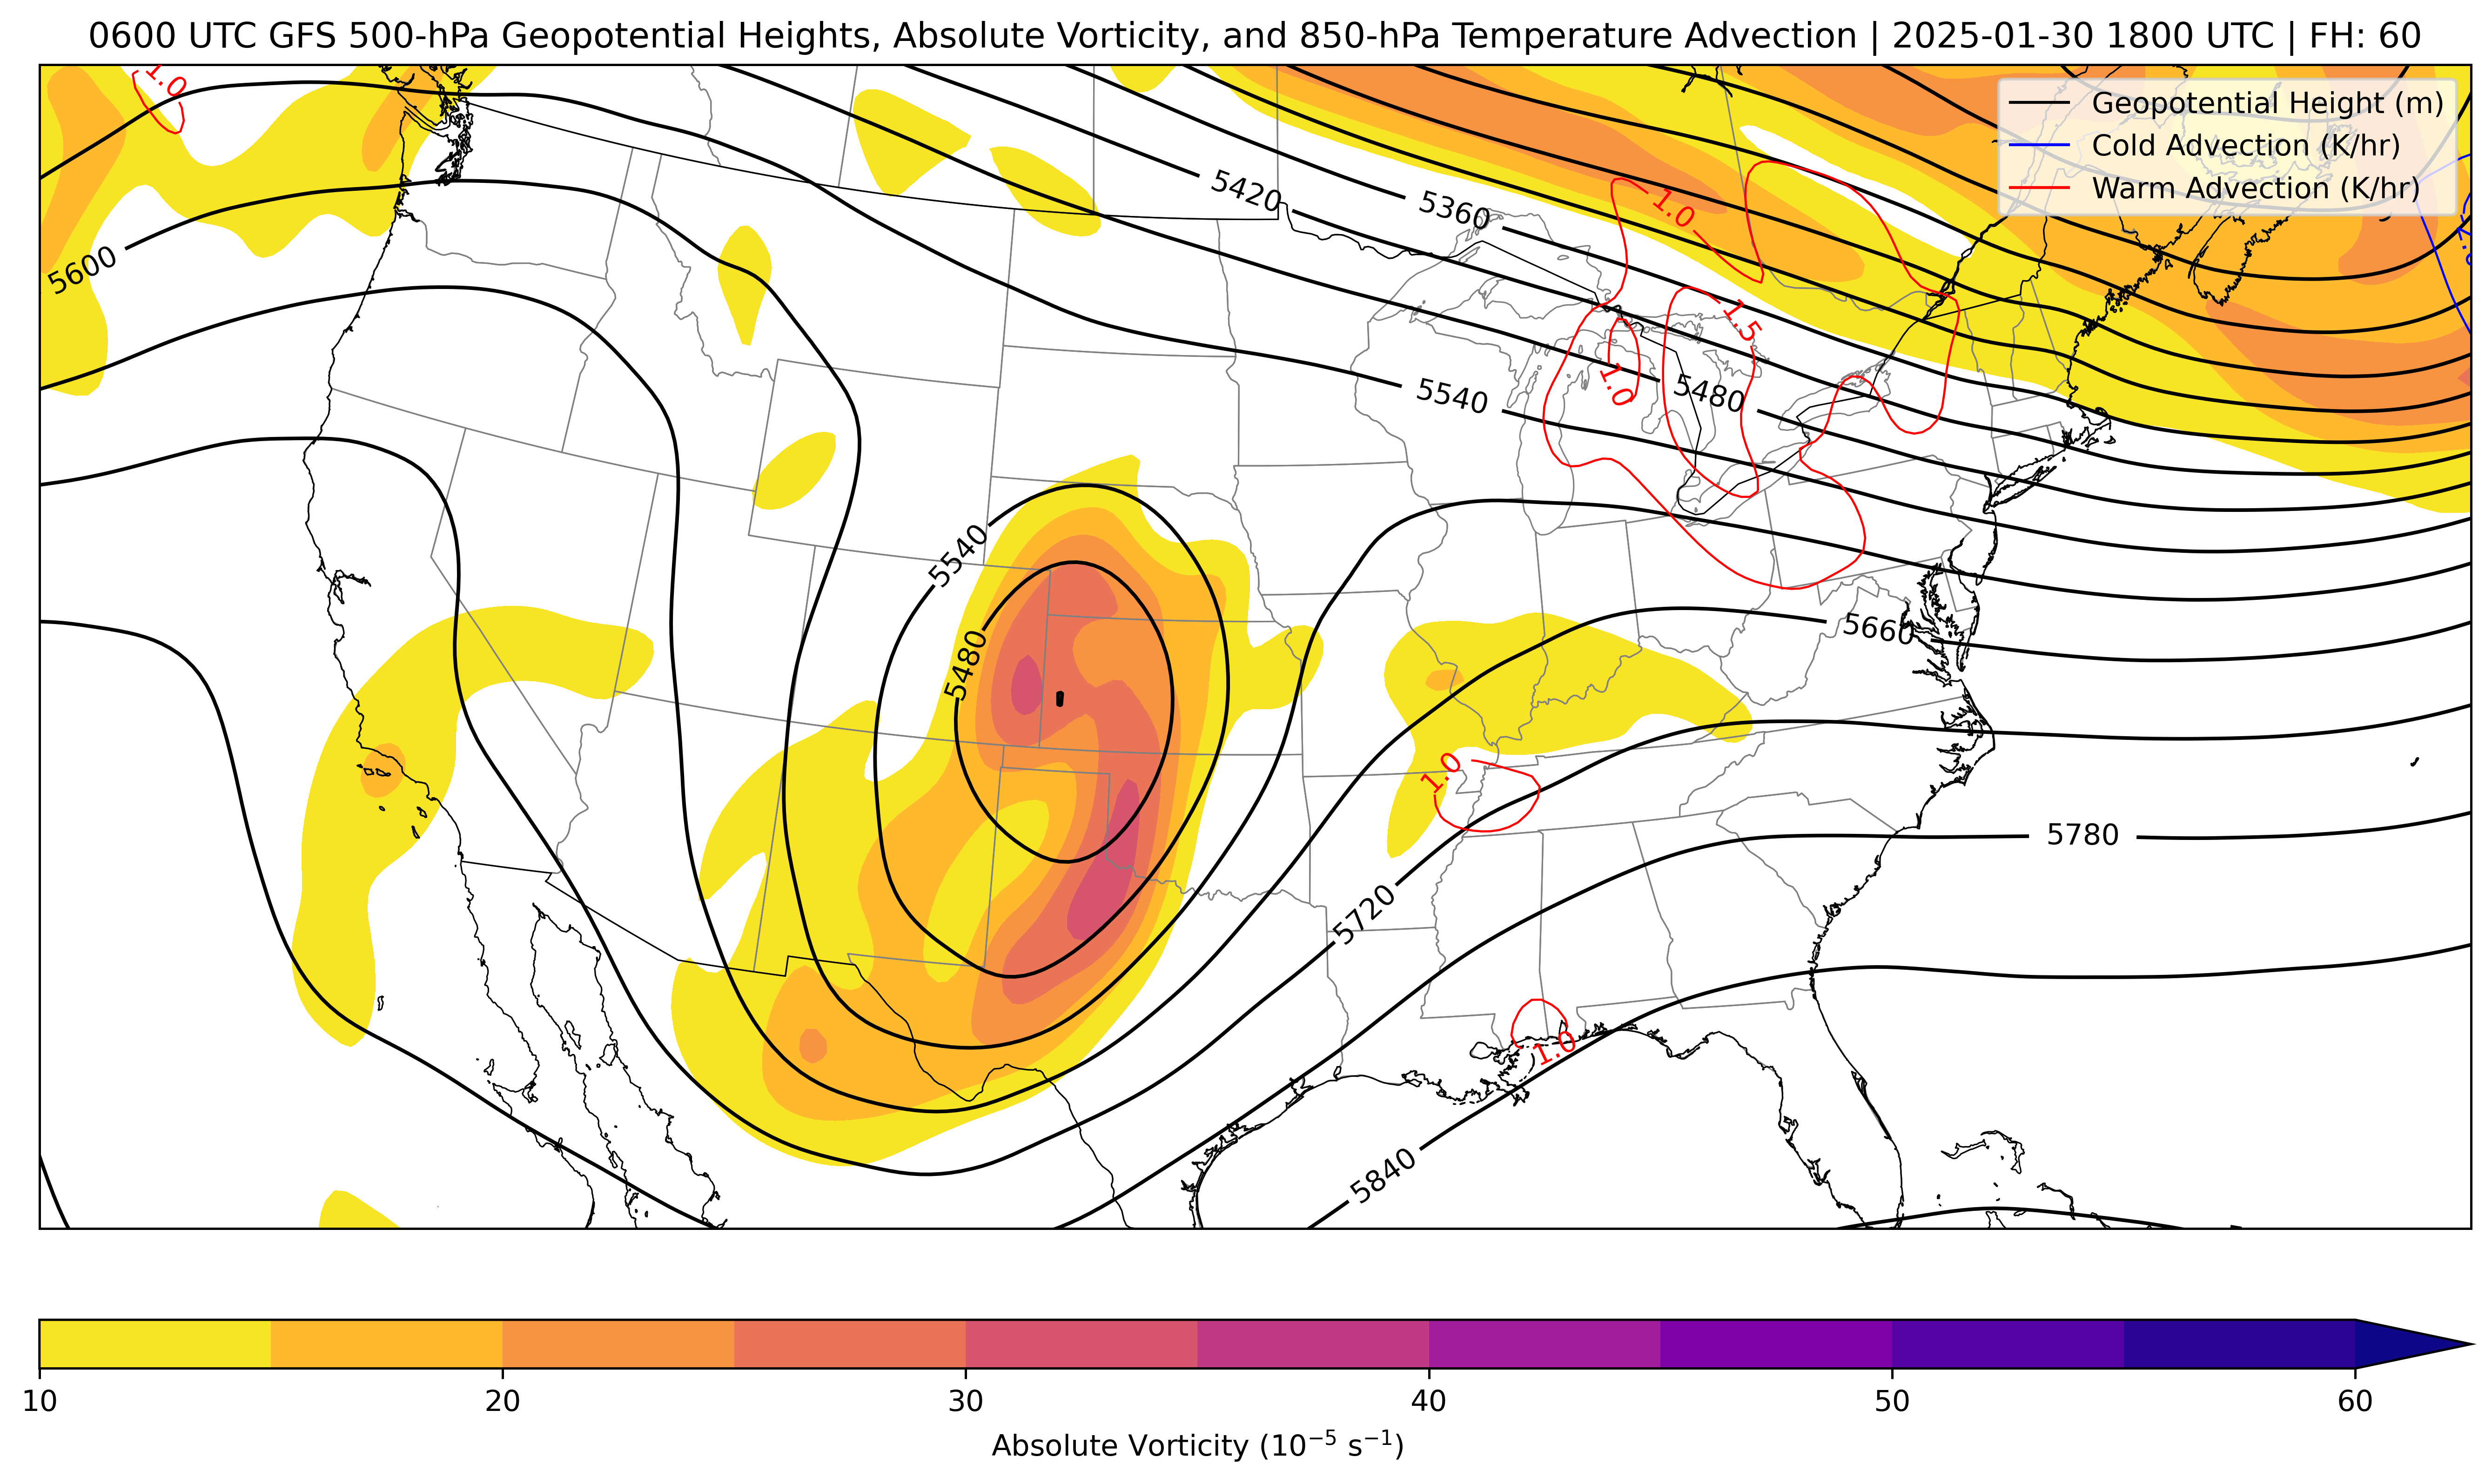 0600 UTC GFS 500-hPa Geopotential Heights, Absolute Vorticity, and 850-hPa Temperature Advection | 2025-01-30 1800 UTC | FH: 60
1.0
Geopotential Height (m)
Cold Advection (K/hr)
Warm Advection (K/hr)
5420
5360
1.0
5600
1.5
1.0
5540
5480
5540
5480
5660
1.0
5780
5720
1.0
5840
10 20 30 40 50 60
Absolute Vorticity (10⁻⁵ s⁻¹)